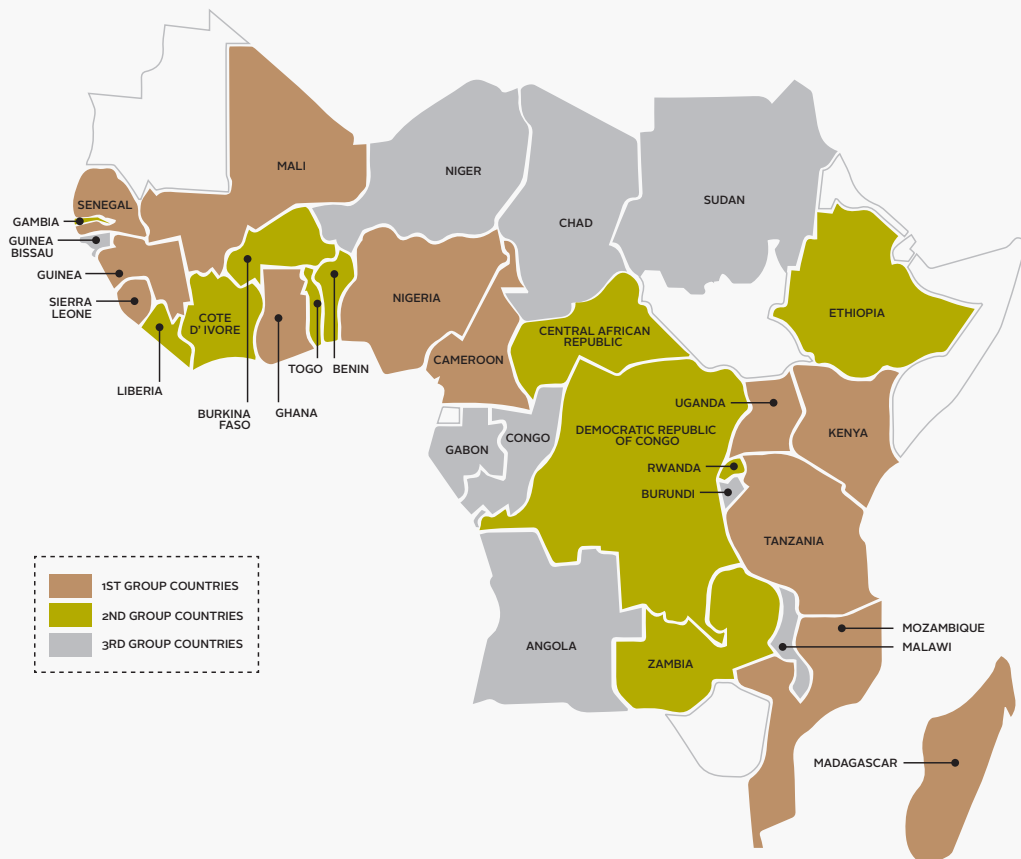 MALI
NIGER
SENEGAL
SUDAN
GAMBIA
CHAD
GUINEA
BISSAU
GUINEA
NIGERIA
SIERRA
LEONE
ETHIOPIA
COTE
D' IVORE
CENTRAL AFRICAN
REPUBLIC
CAMEROON
TOGO
BENIN
LIBERIA
UGANDA
BURKINA
FASO
GHANA
KENYA
DEMOCRATIC REPUBLIC
OF CONGO
CONGO
GABON
RWANDA
BURUNDI
TANZANIA
1ST GROUP COUNTRIES
2ND GROUP COUNTRIES
3RD GROUP COUNTRIES
MOZAMBIQUE
ANGOLA
MALAWI
ZAMBIA
MADAGASCAR